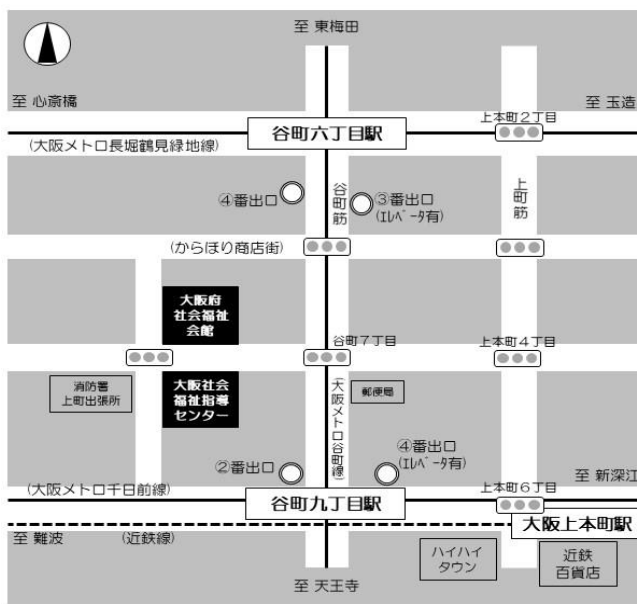 至 東梅田
至 心斎橋
至 玉造
上本町2丁目
谷町六丁目駅
(大阪メトロ長堀鶴見緑地線)
④番出口
谷町筋
③番出口
(ｴﾚﾍﾞｰﾀ有)
上町筋
(からほり商店街)
大阪府
社会福祉
会館
谷町7丁目
上本町4丁目
消防署
上町出張所
大阪社会
福祉指導
センター
(大阪メトロ谷町線)
郵便局
②番出口
④番出口
(ｴﾚﾍﾞｰﾀ有)
至 新深江
(大阪メトロ千日前線)
谷町九丁目駅
上本町6丁目
大阪上本町駅
至 難波
(近鉄線)
ハイハイ
タウン
近鉄
百貨店
至 天王寺